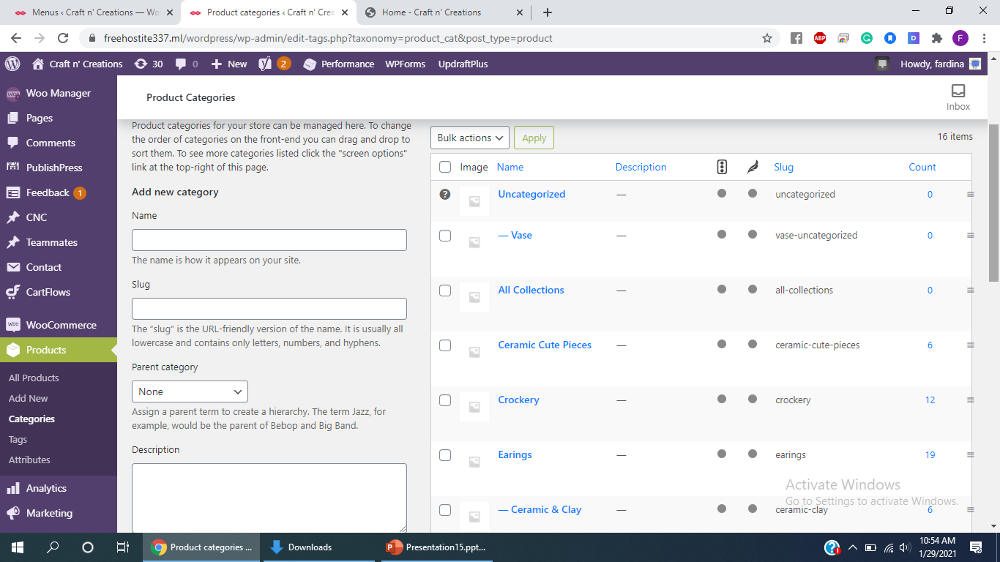 Menus ‹ Craft n' Creations — Wo
Product categories ‹ Craft n' Crea
Home - Craft n' Creations
freehostite337.ml/wordpress/wp-admin/edit-tags.php?taxonomy=product_cat&post_type=product
ABP
G
D
F
Craft n' Creations
30
0
New
2
Performance
WPForms
UpdraftPlus
Howdy, fardina
Woo Manager
Pages
Comments
PublishPress
Feedback 1
CNC
Teammates
Contact
CartFlows
WooCommerce
Products
All Products
Add New
Categories
Tags
Attributes
Analytics
Marketing
Product Categories
Inbox
Product categories for your store can be managed here. To change
the order of categories on the front-end you can drag and drop to
sort them. To see more categories listed click the "screen options"
link at the top-right of this page.
Add new category
Name
The name is how it appears on your site.
Slug
The “slug” is the URL-friendly version of the name. It is usually all
lowercase and contains only letters, numbers, and hyphens.
Parent category
None
Assign a parent term to create a hierarchy. The term Jazz, for
example, would be the parent of Bebop and Big Band.
Description
Bulk actions
Apply
16 items
Image Name Description Slug Count
Uncategorized — uncategorized 0
— Vase — vase-uncategorized 0
All Collections — all-collections 0
Ceramic Cute Pieces — ceramic-cute-pieces 6
Crockery — crockery 12
Earings — earings 19
— Ceramic & Clay — ceramic-clay 6
Activate Windows
Go to Settings to activate Windows.
Product categories ...
Downloads
Presentation15.ppt...
10:54 AM
1/29/2021